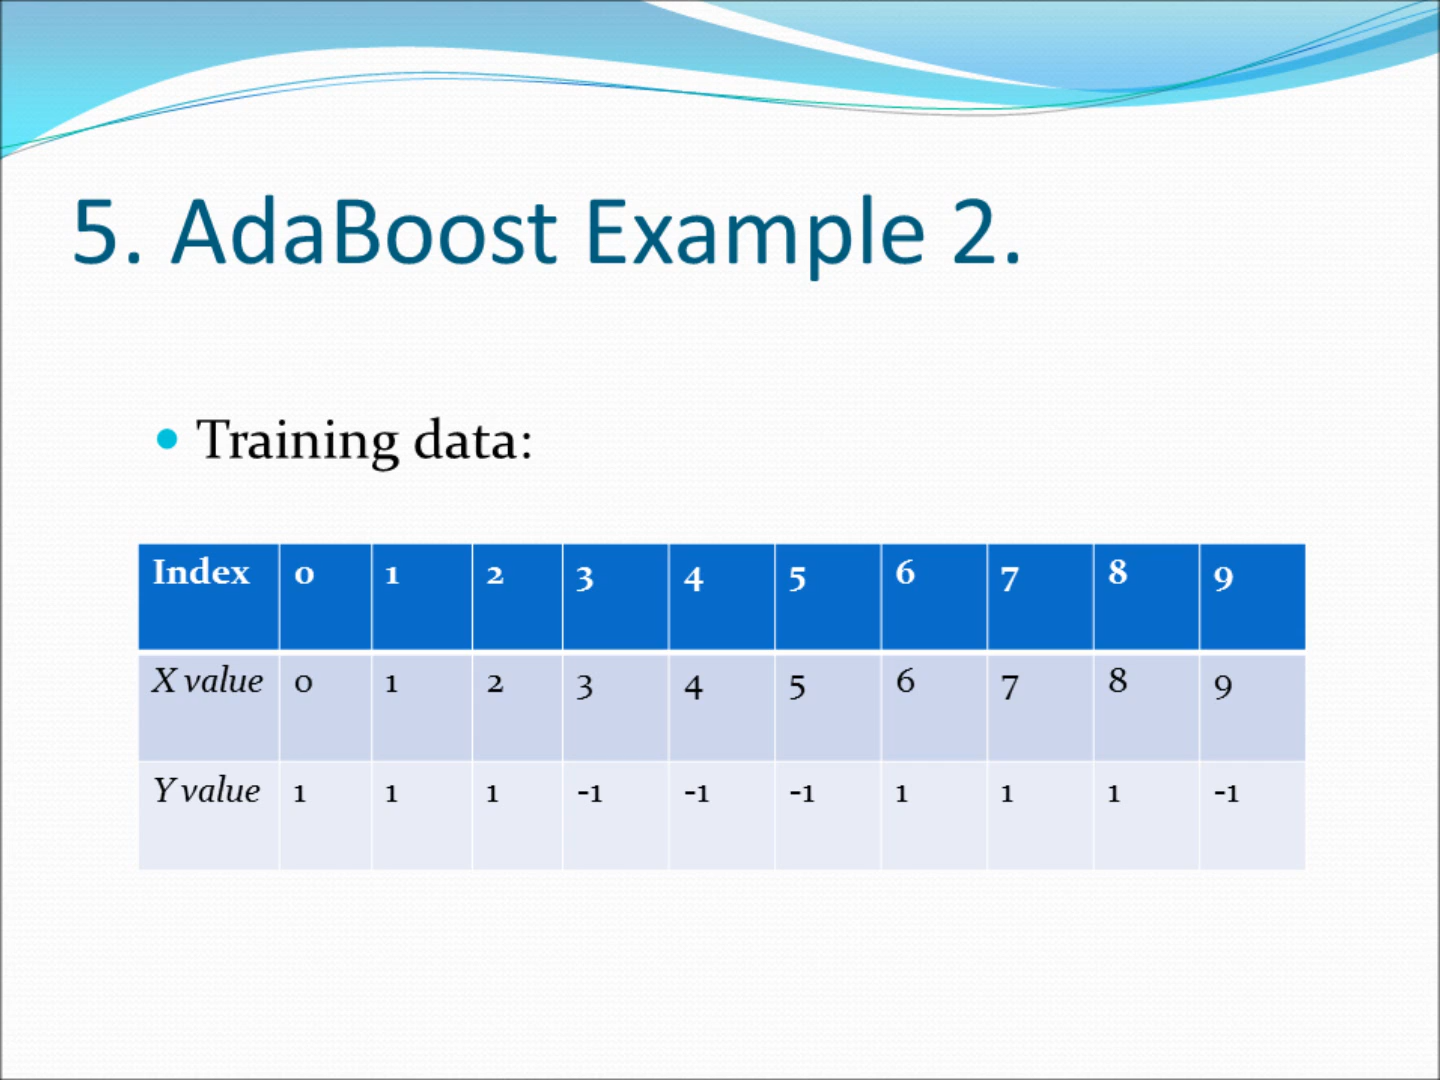 5. AdaBoost Example 2.
Training data:
Index 0 1 2 3 4 5 6 7 8 9
X value 0 1 2 3 4 5 6 7 8 9
Y value 1 1 1 -1 -1 -1 1 1 1 -1